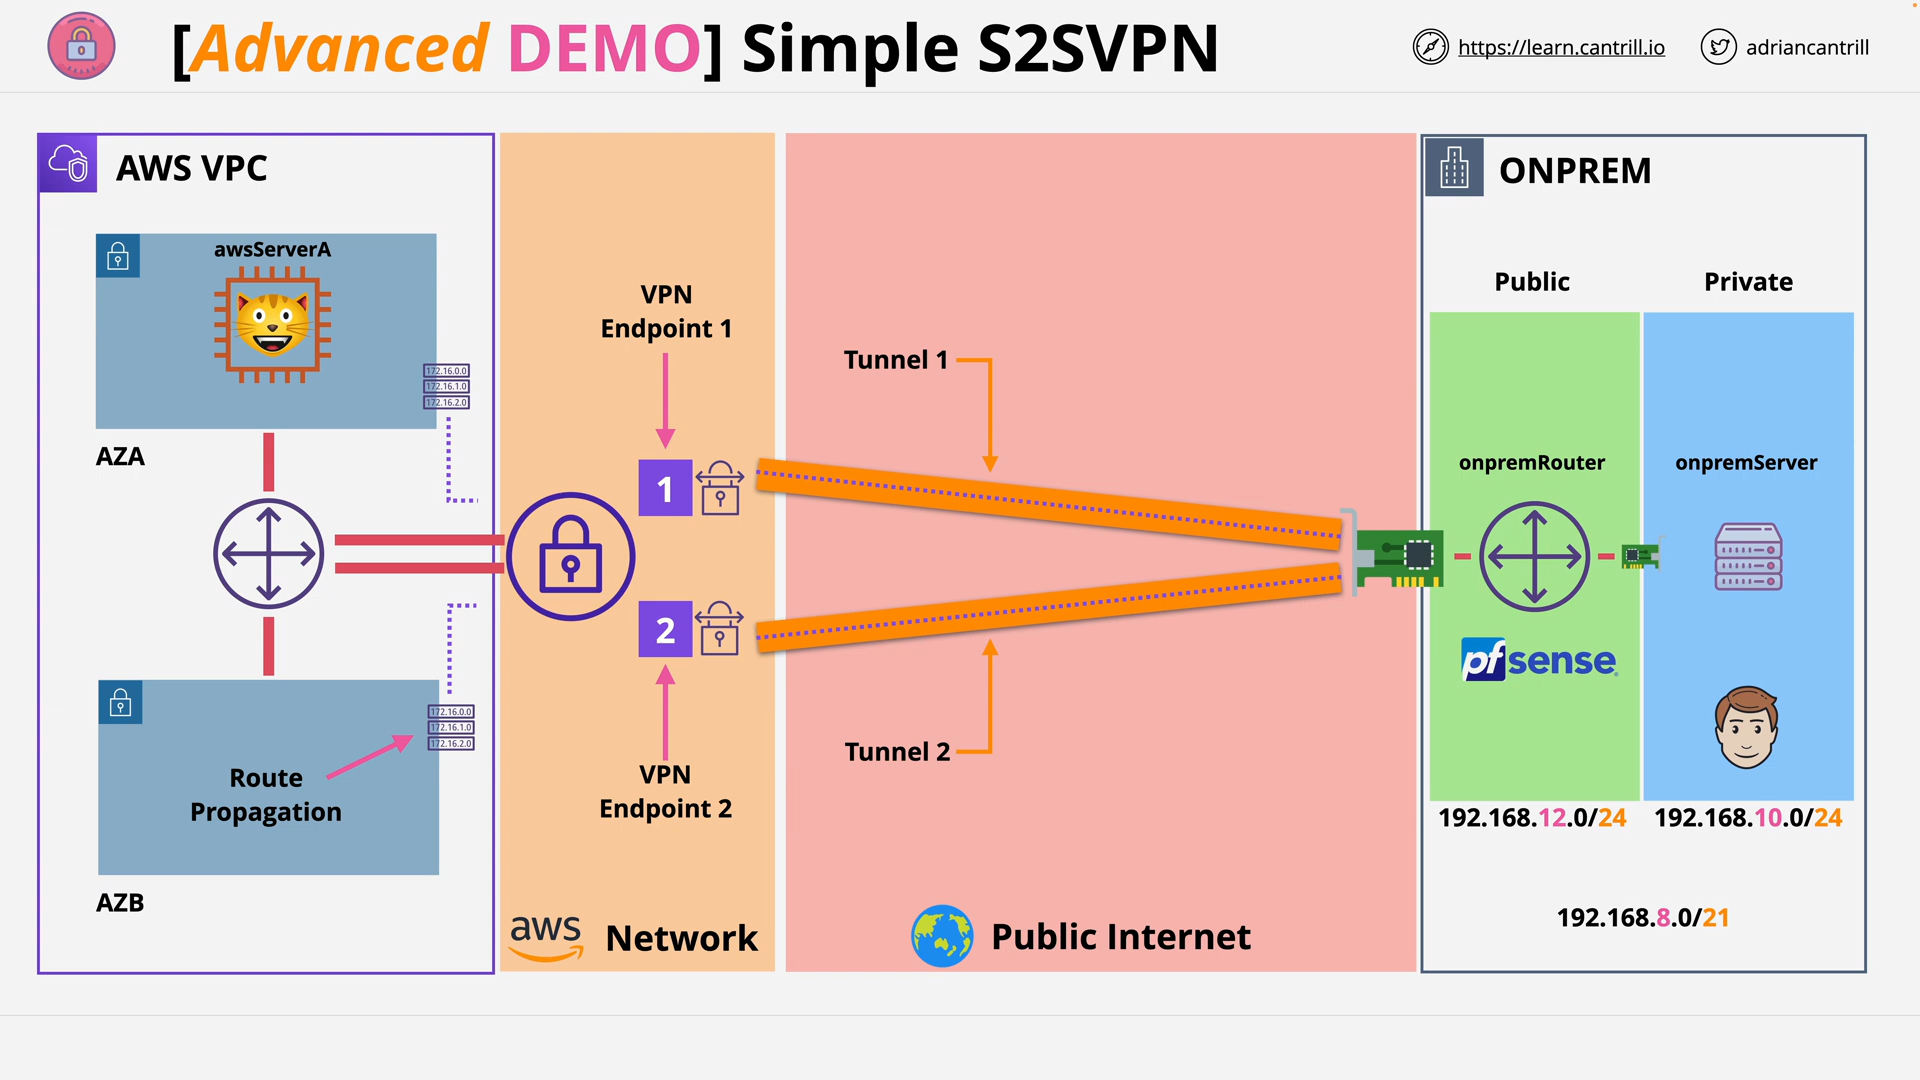 [Advanced DEMO] Simple S2SVPN
https://learn.cantrill.io
adriancantrill
AWS VPC
awsServerA
172.16.0.0
172.16.1.0
172.16.2.0
AZA
172.16.0.0
172.16.1.0
172.16.2.0
Route
Propagation
AZB
VPN
Endpoint 1
1
2
VPN
Endpoint 2
aws
Network
Tunnel 1
Tunnel 2
Public Internet
ONPREM
Public
Private
onpremRouter
onpremServer
pfsense
192.168.12.0/24
192.168.10.0/24
192.168.8.0/21